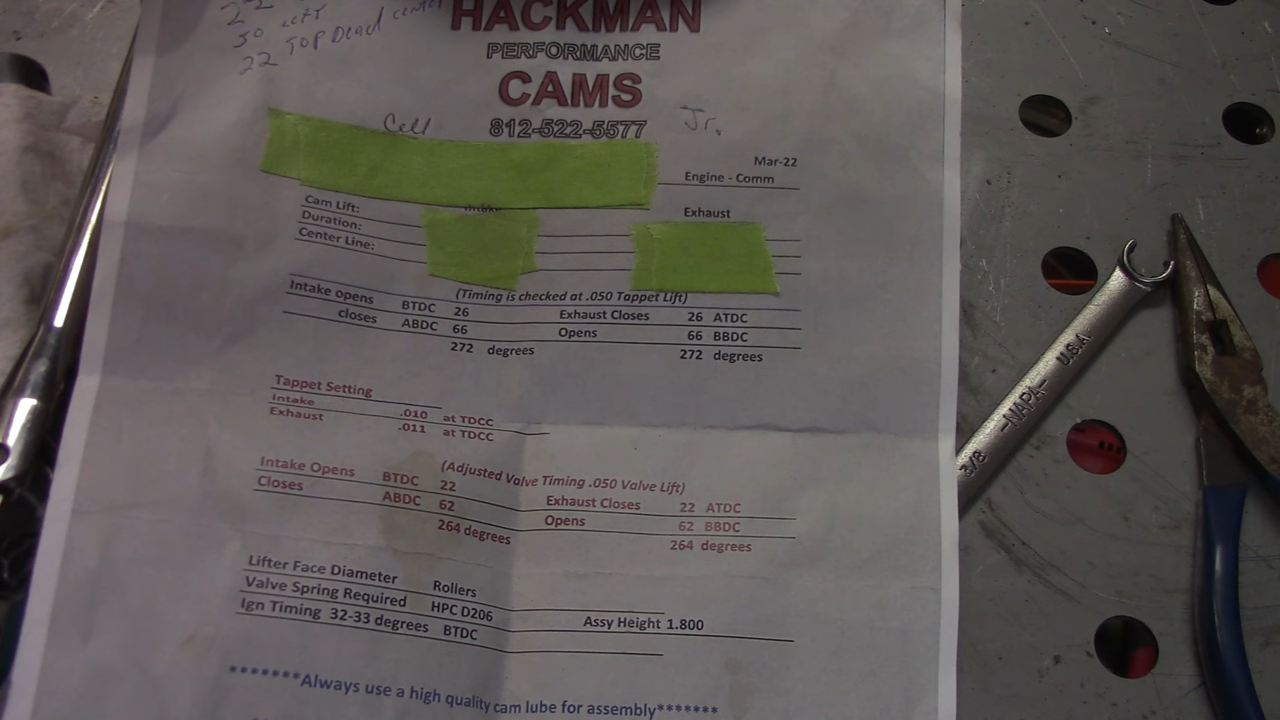 22
30 left
22 TOP Dead center
HACKMAN
PERFORMANCE
CAMS
Cell 812-522-5577 Jr.
Mar-22
Engine - Comm
Intake Exhaust
Cam Lift:
Duration:
Center Line:
(Timing is checked at .050 Tappet Lift)
Intake opens BTDC 26 Exhaust Closes 26 ATDC
closes ABDC 66 Opens 66 BBDC
272 degrees 272 degrees
Tappet Setting
Intake .010 at TDCC
Exhaust .011 at TDCC
(Adjusted Valve Timing .050 Valve Lift)
Intake Opens BTDC 22 Exhaust Closes 22 ATDC
Closes ABDC 62 Opens 62 BBDC
264 degrees 264 degrees
Lifter Face Diameter Rollers
Valve Spring Required HPC D206 Assy Height 1.800
Ign Timing 32-33 degrees BTDC
*******Always use a high quality cam lube for assembly*******
3/8 -NAPA- U.S.A